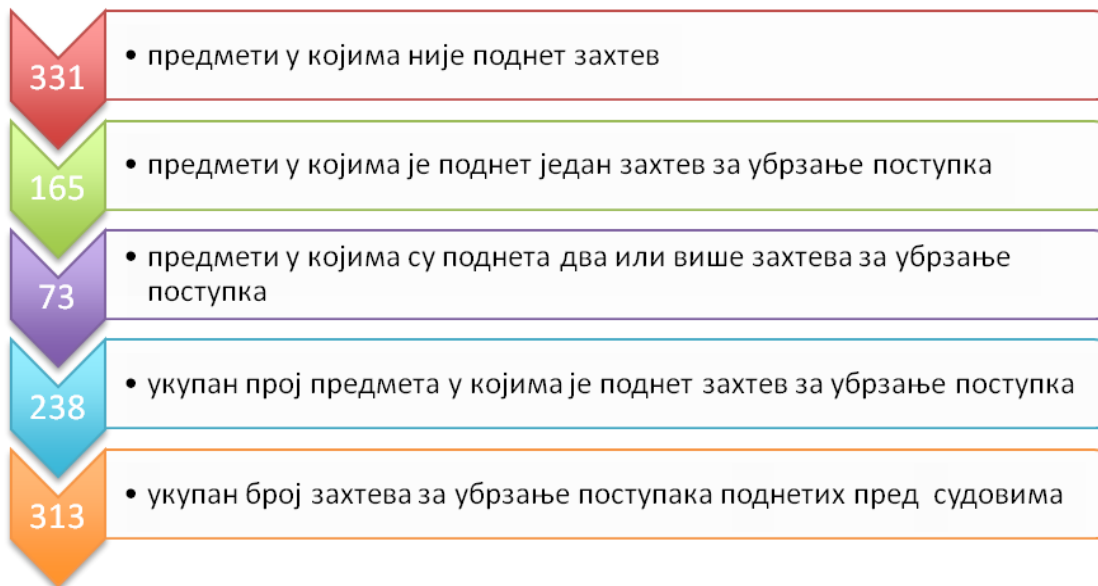 331
• предмети у којима није поднет захтев
165
• предмети у којима је поднет један захтев за убрзање поступка
73
• предмети у којима су поднета два или више захтева за убрзање
поступка
238
• укупан прој предмета у којима је поднет захтев за убрзање поступка
313
• укупан број захтева за убрзање поступака поднетих пред судовима